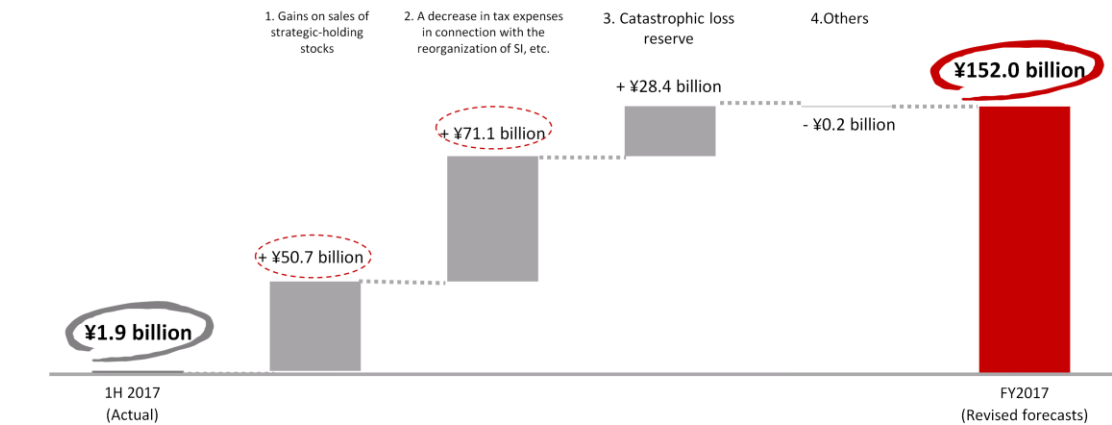 1. Gains on sales of
strategic-holding
stocks
2. A decrease in tax expenses
in connection with the
reorganization of SI, etc.
3. Catastrophic loss
reserve
4.Others
¥152.0 billion
+ ¥28.4 billion
- ¥0.2 billion
+ ¥71.1 billion
+ ¥50.7 billion
¥1.9 billion
1H 2017
(Actual)
FY2017
(Revised forecasts)